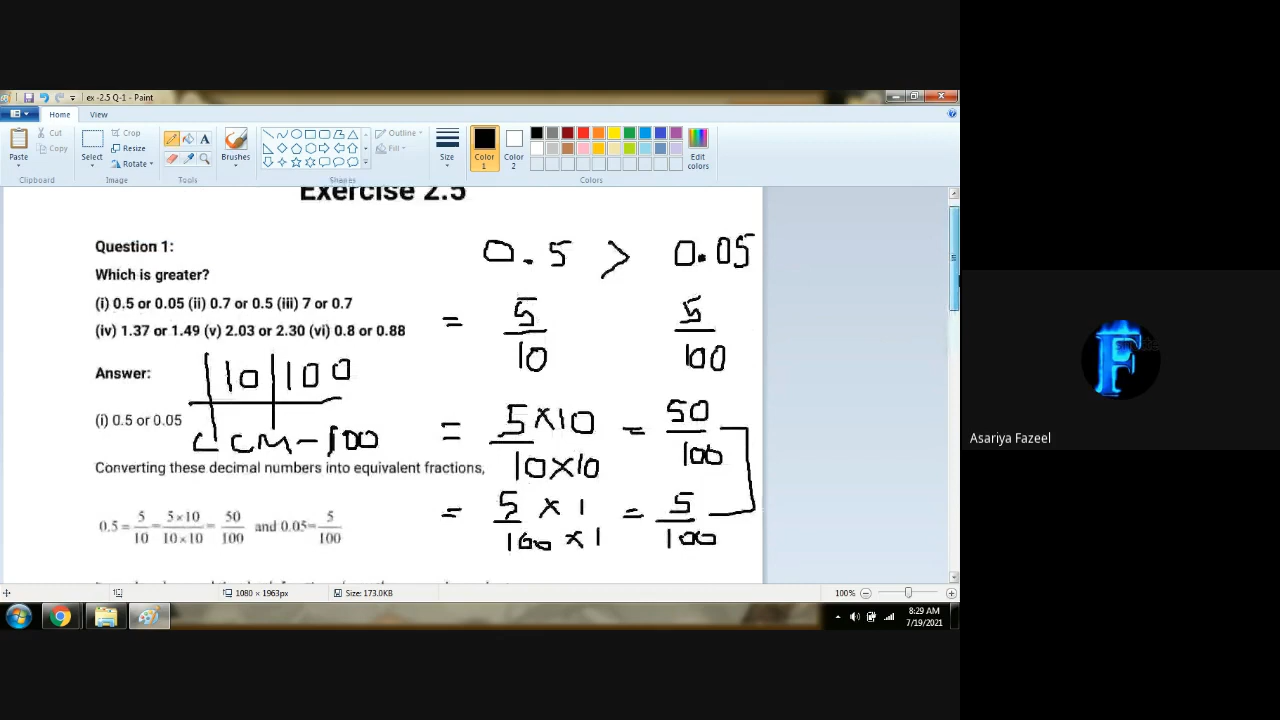 ex -2.5 Q-1 - Paint
Home View
Paste
Cut
Copy
Clipboard
Select
Crop
Resize
Rotate
Image
A
Tools
Brushes
Outline
Fill
Shapes
Size
Color 1
Color 2
Edit colors
Colors
Exercise 2.5
Question 1:
Which is greater?
(i) 0.5 or 0.05 (ii) 0.7 or 0.5 (iii) 7 or 0.7
(iv) 1.37 or 1.49 (v) 2.03 or 2.30 (vi) 0.8 or 0.88
Answer:
10 | 100
LCM - 100
(i) 0.5 or 0.05
Converting these decimal numbers into equivalent fractions,
0.5 = 5/10 = 5×10/10×10 = 50/100 and 0.05 = 5/100
0.5 > 0.05
= 5/10 5/100
= 5×10/10×10 = 50/100
= 5×1/100×1 = 5/100
1080 × 1963px
Size: 173.0KB
100%
8:29 AM
7/19/2021
F
Asariya Fazeel